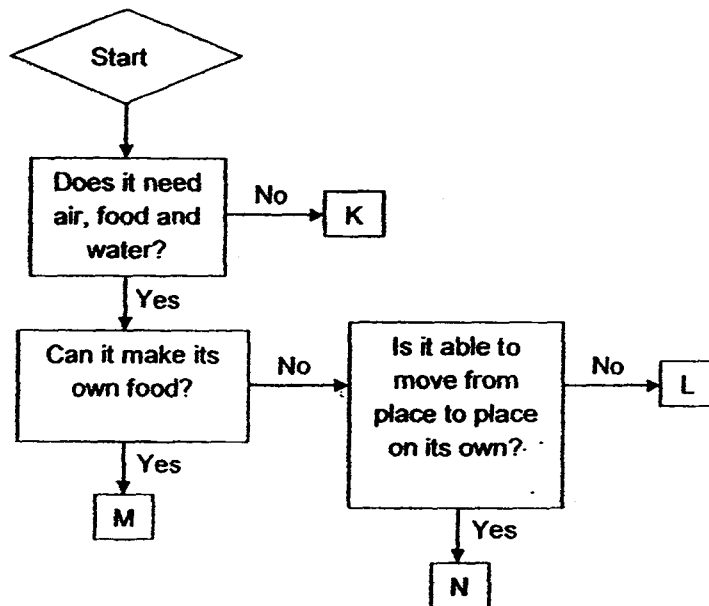 Start
Does it need
air, food and
water?
No
K
Yes
Can it make its
own food?
No
Is it able to
move from
place to place
on its own?
No
L
Yes
M
Yes
N